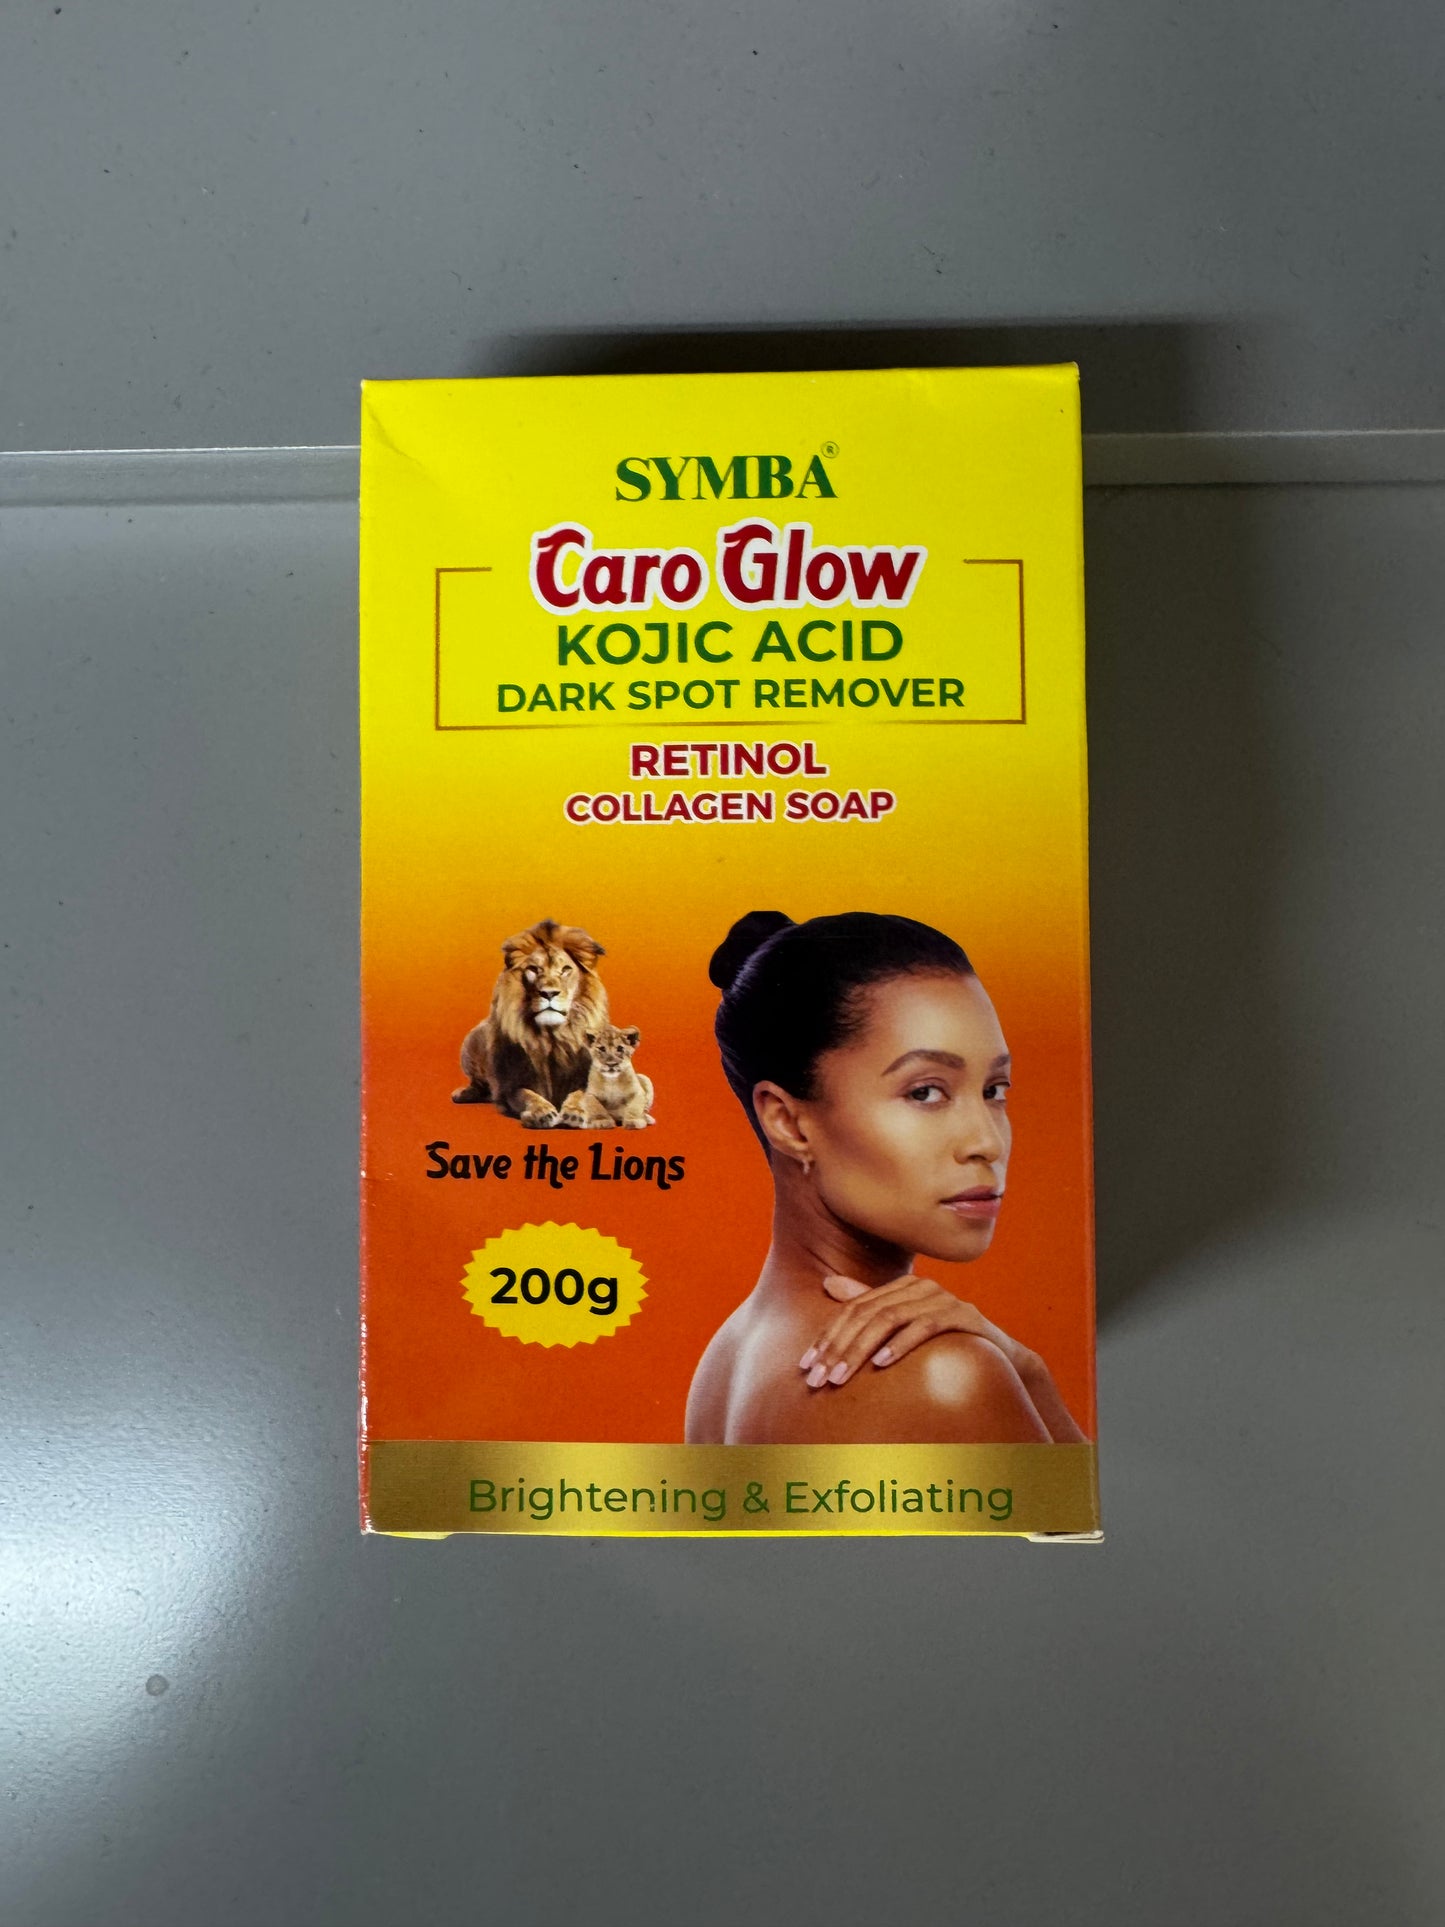 SYMBA®
Caro Glow
KOJIC ACID
DARK SPOT REMOVER
RETINOL
COLLAGEN SOAP
Save the Lions
200g
Brightening & Exfoliating